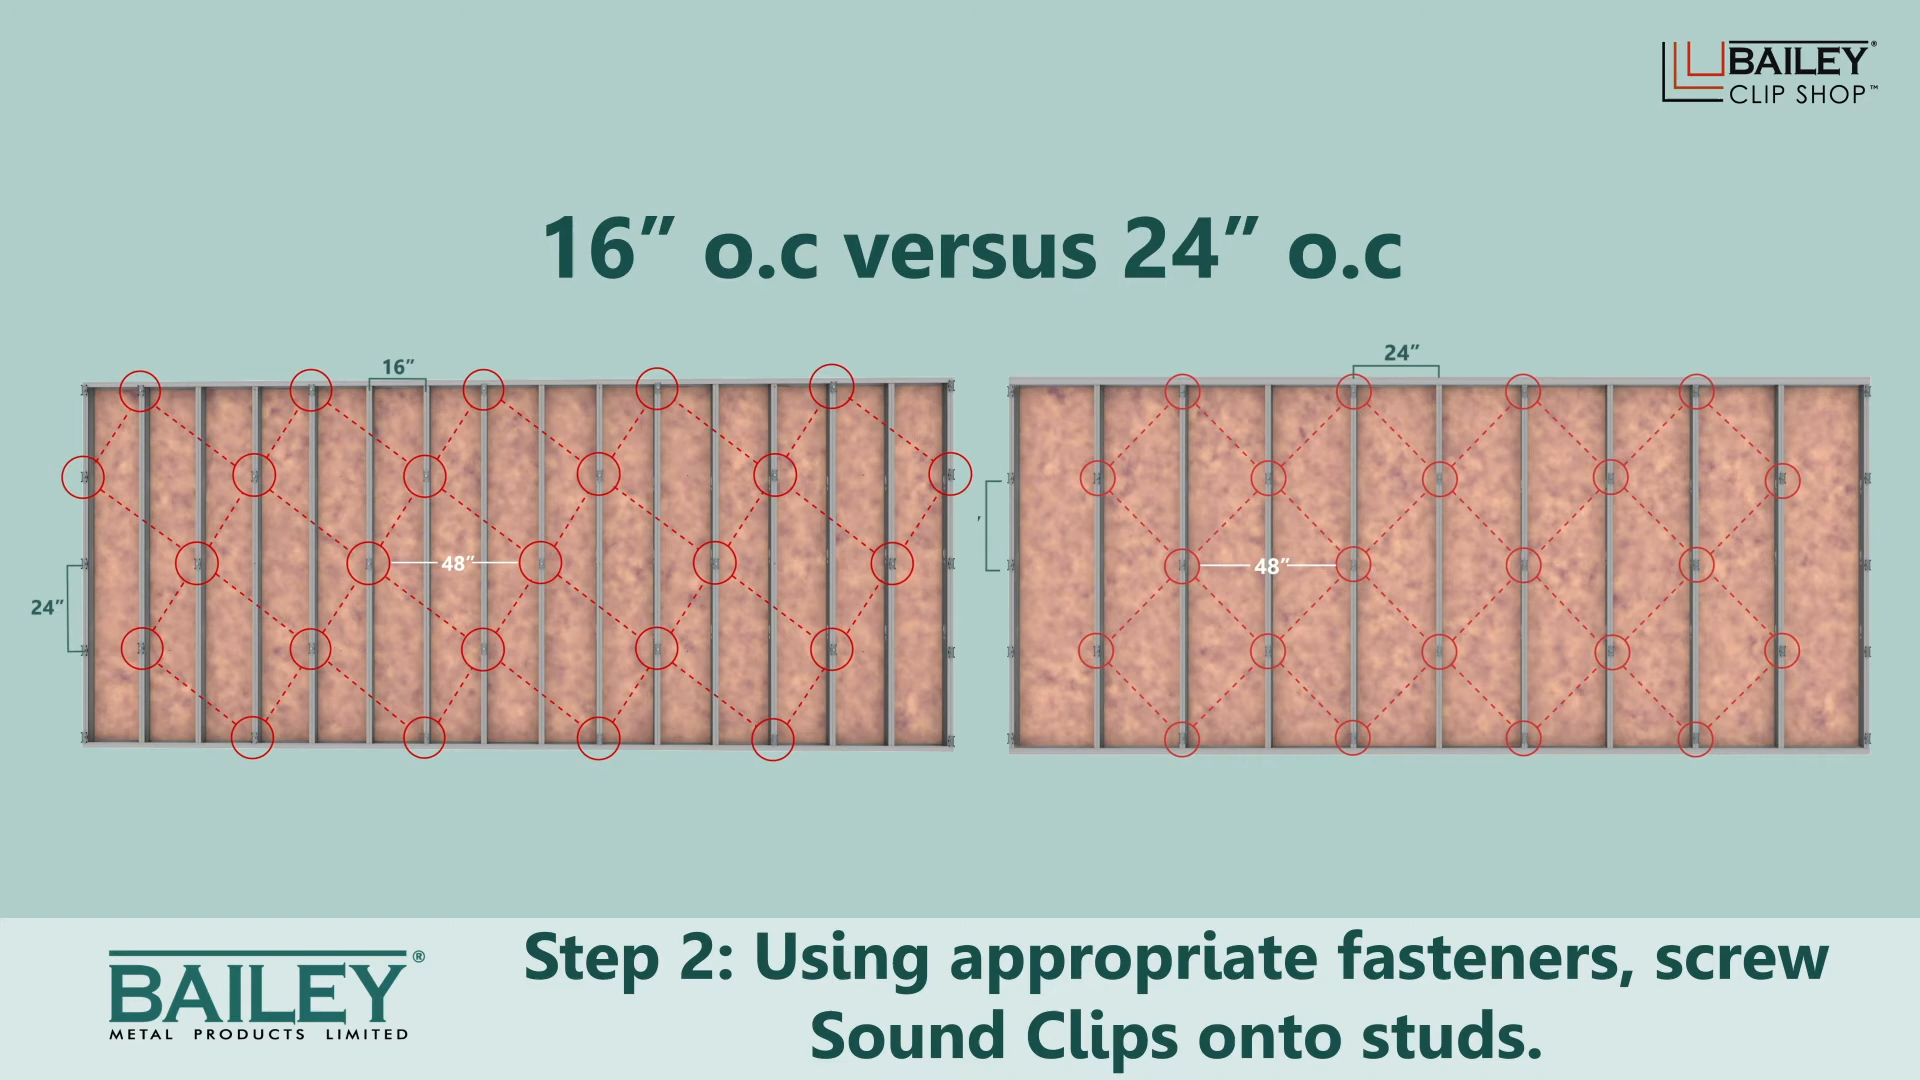 BAILEY®
CLIP SHOP™
16” o.c versus 24” o.c
16”
24”
48”
24”
48”
BAILEY®
METAL PRODUCTS LIMITED
Step 2: Using appropriate fasteners, screw
Sound Clips onto studs.